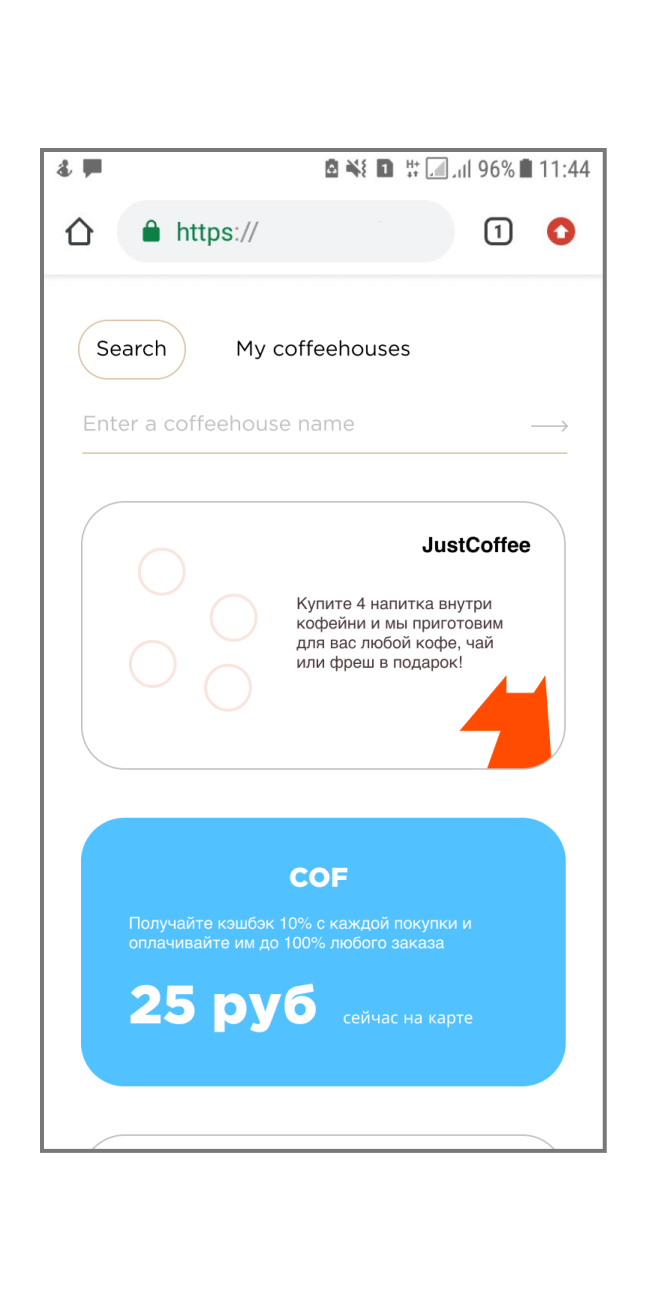 H+
1
96%
11:44
https://
1
Search
My coffeehouses
Enter a coffeehouse name
JustCoffee
Купите 4 напитка внутри
кофейни и мы приготовим
для вас любой кофе, чай
или фреш в подарок!
COF
Получайте кэшбэк 10% с каждой покупки и
оплачивайте им до 100% любого заказа
25 руб
сейчас на карте